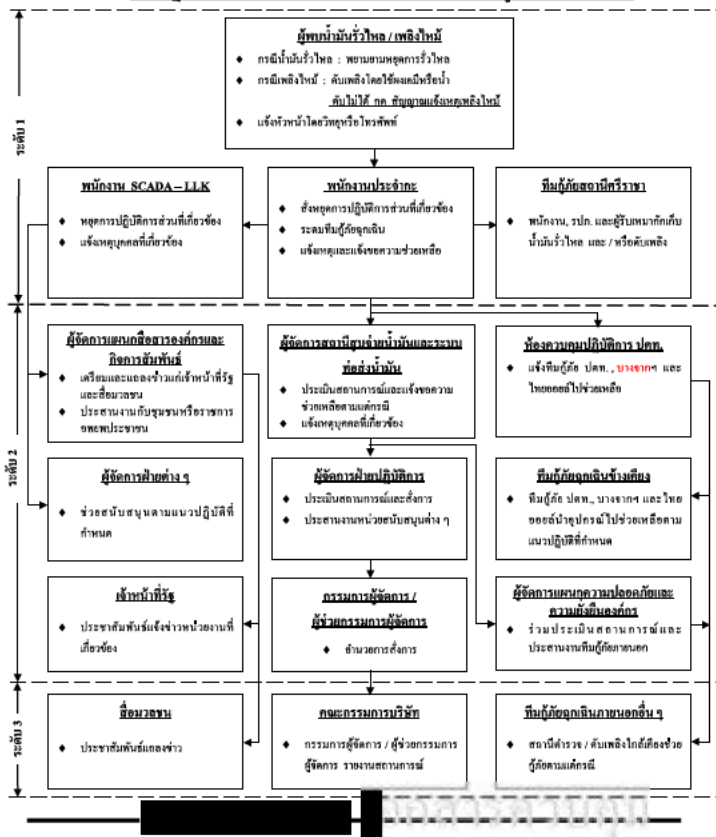 ผู้พบน้ำมันรั่วไหล / เพลิงไหม้
♦ กรณีน้ำมันรั่วไหล : พยายามหยุดการรั่วไหล
♦ กรณีเพลิงไหม้ : ดับเพลิงโดยใช้ผงเคมีหรือน้ำ
ดับไม่ได้ กด สัญญาณแจ้งเหตุเพลิงไหม้
♦ แจ้งหัวหน้าโดยวิทยุหรือโทรศัพท์
ระดับ 1
พนักงาน SCADA – LLK
♦ หยุดการปฏิบัติการส่วนที่เกี่ยวข้อง
♦ แจ้งเหตุบุคคลที่เกี่ยวข้อง
พนักงานประจำกะ
♦ สั่งหยุดการปฏิบัติการส่วนที่เกี่ยวข้อง
♦ ระดมทีมกู้ภัยฉุกเฉิน
♦ แจ้งเหตุและแจ้งขอความช่วยเหลือ
ทีมกู้ภัยสถานีศรีราชา
♦ พนักงาน, รปภ. และผู้รับเหมากักเก็บ
น้ำมันรั่วไหล และ / หรือดับเพลิง
ระดับ 2
ผู้จัดการแผนกสื่อสารองค์กรและ
กิจการสัมพันธ์
♦ เตรียมและแถลงข่าวแก่เจ้าหน้าที่รัฐ
และสื่อมวลชน
♦ ประสานงานกับชุมชนหรือราชการ
อพยพประชาชน
ผู้จัดการสถานีสูบจ่ายน้ำมันและระบบ
ท่อส่งน้ำมัน
♦ ประเมินสถานการณ์และแจ้งขอความ
ช่วยเหลือตามแต่กรณี
♦ แจ้งเหตุบุคคลที่เกี่ยวข้อง
ห้องควบคุมปฏิบัติการ ปตท.
♦ แจ้งทีมกู้ภัย ปตท. , บางจากฯ และ
ไทยออยล์ไปช่วยเหลือ
ผู้จัดการฝ่ายต่าง ๆ
♦ ช่วยสนับสนุนตามแนวปฏิบัติที่
กำหนด
ผู้จัดการฝ่ายปฏิบัติการ
♦ ประเมินสถานการณ์และสั่งการ
♦ ประสานงานหน่วยสนับสนุนต่าง ๆ
ทีมกู้ภัยฉุกเฉินข้างเคียง
♦ ทีมกู้ภัย ปตท., บางจากฯ และ ไทย
ออยล์นำอุปกรณ์ไปช่วยเหลือตาม
แนวปฏิบัติที่กำหนด
เจ้าหน้าที่รัฐ
♦ ประชาสัมพันธ์แจ้งข่าวหน่วยงานที่
เกี่ยวข้อง
กรรมการผู้จัดการ /
ผู้ช่วยกรรมการผู้จัดการ
♦ อำนวยการสั่งการ
ผู้จัดการแผนกความปลอดภัยและ
ความยั่งยืนองค์กร
♦ ร่วมประเมินสถานการณ์และ
ประสานงานทีมกู้ภัยภายนอก
ระดับ 3
สื่อมวลชน
♦ ประชาสัมพันธ์แถลงข่าว
คณะกรรมการบริษัท
♦ กรรมการผู้จัดการ / ผู้ช่วยกรรมการ
ผู้จัดการ รายงานสถานการณ์
ทีมกู้ภัยฉุกเฉินภายนอกอื่น ๆ
♦ สถานีตำรวจ / ดับเพลิงใกล้เคียงช่วย
กู้ภัยตามแต่กรณี